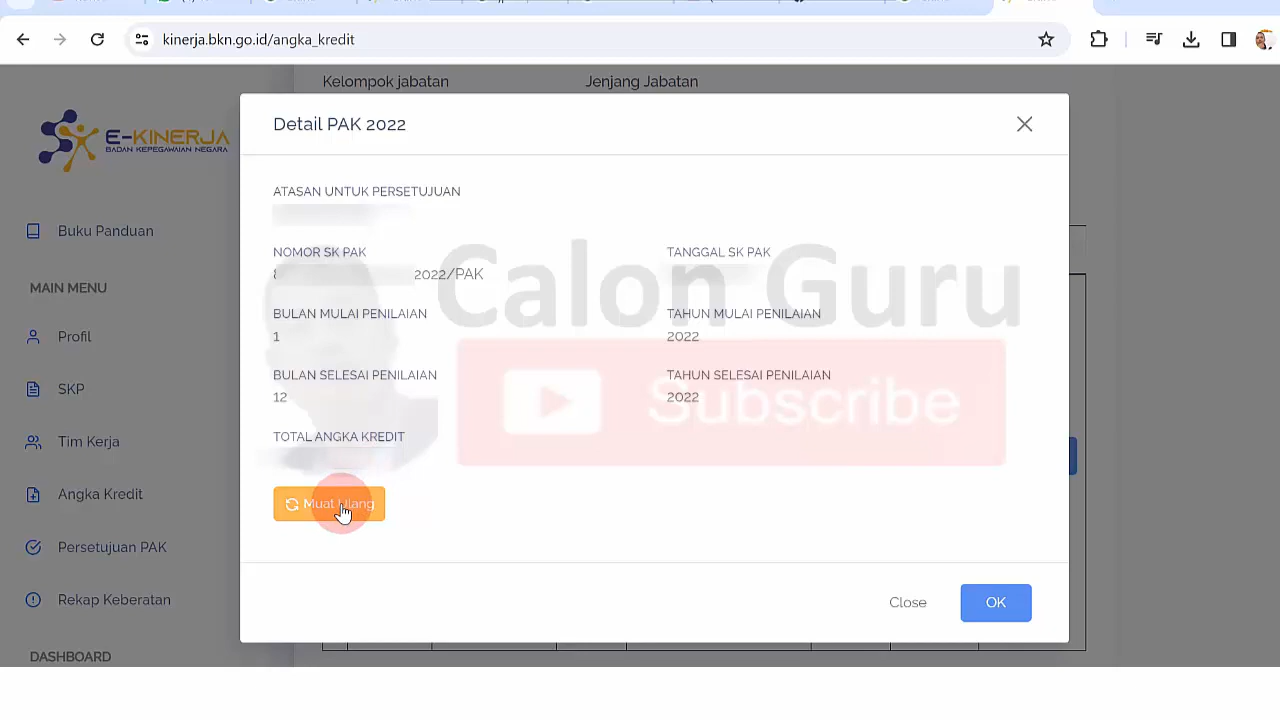 kinerja.bkn.go.id/angka_kredit
Kelompok jabatan Jenjang Jabatan
E-KINERJA
BADAN KEPEGAWAIAN NEGARA
Buku Panduan
MAIN MENU
Profil
SKP
Tim Kerja
Angka Kredit
Persetujuan PAK
Rekap Keberatan
DASHBOARD
Detail PAK 2022
ATASAN UNTUK PERSETUJUAN
NOMOR SK PAK TANGGAL SK PAK
2022/PAK
BULAN MULAI PENILAIAN TAHUN MULAI PENILAIAN
1 2022
BULAN SELESAI PENILAIAN TAHUN SELESAI PENILAIAN
12 2022
TOTAL ANGKA KREDIT
Muat Ulang
Close OK
Calon Guru
Subscribe